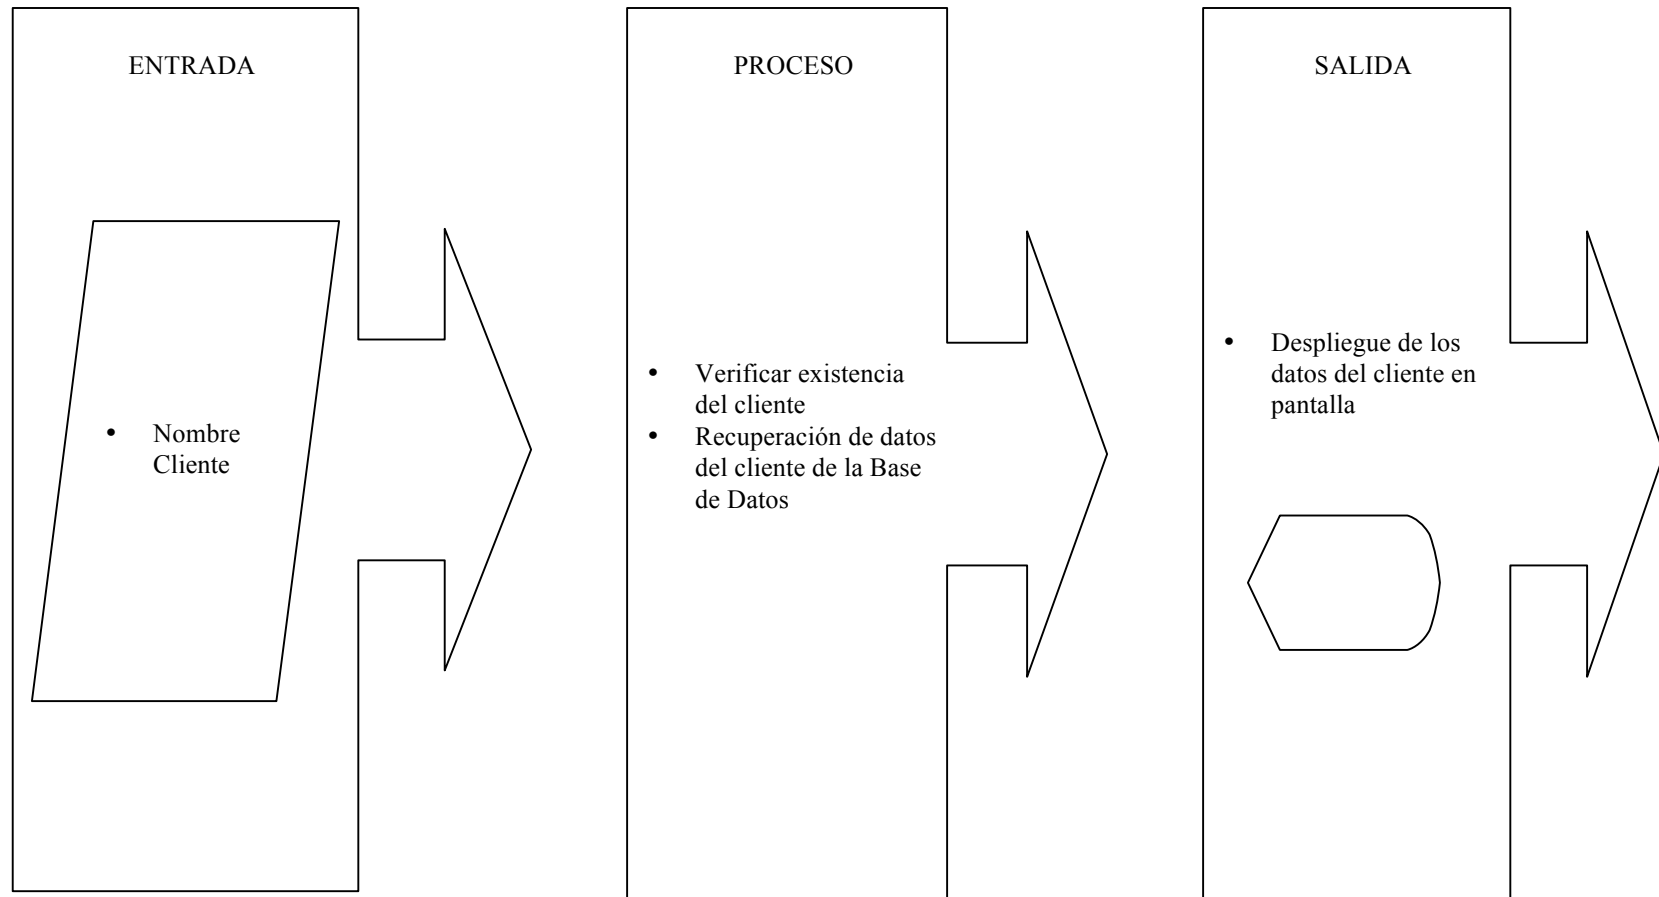 ENTRADA
• Nombre
Cliente
PROCESO
• Verificar existencia
del cliente
• Recuperación de datos
del cliente de la Base
de Datos
SALIDA
• Despliegue de los
datos del cliente en
pantalla